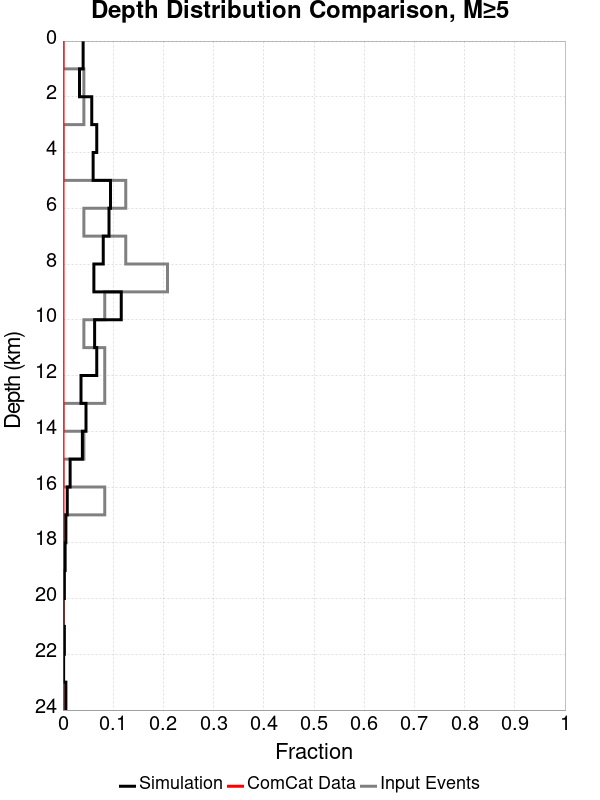 Depth Distribution Comparison, M≥5
0
2
4
6
8
10
12
14
16
18
20
22
24
Depth (km)
0 0.1 0.2 0.3 0.4 0.5 0.6 0.7 0.8 0.9 1
Fraction
Simulation ComCat Data Input Events